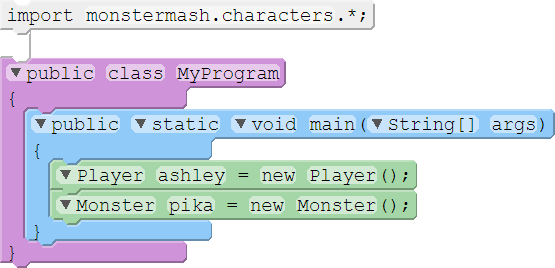 import monstermash.characters.*;
public class MyProgram
{
public static void main(String[] args)
{
Player ashley = new Player();
Monster pika = new Monster();
}
}